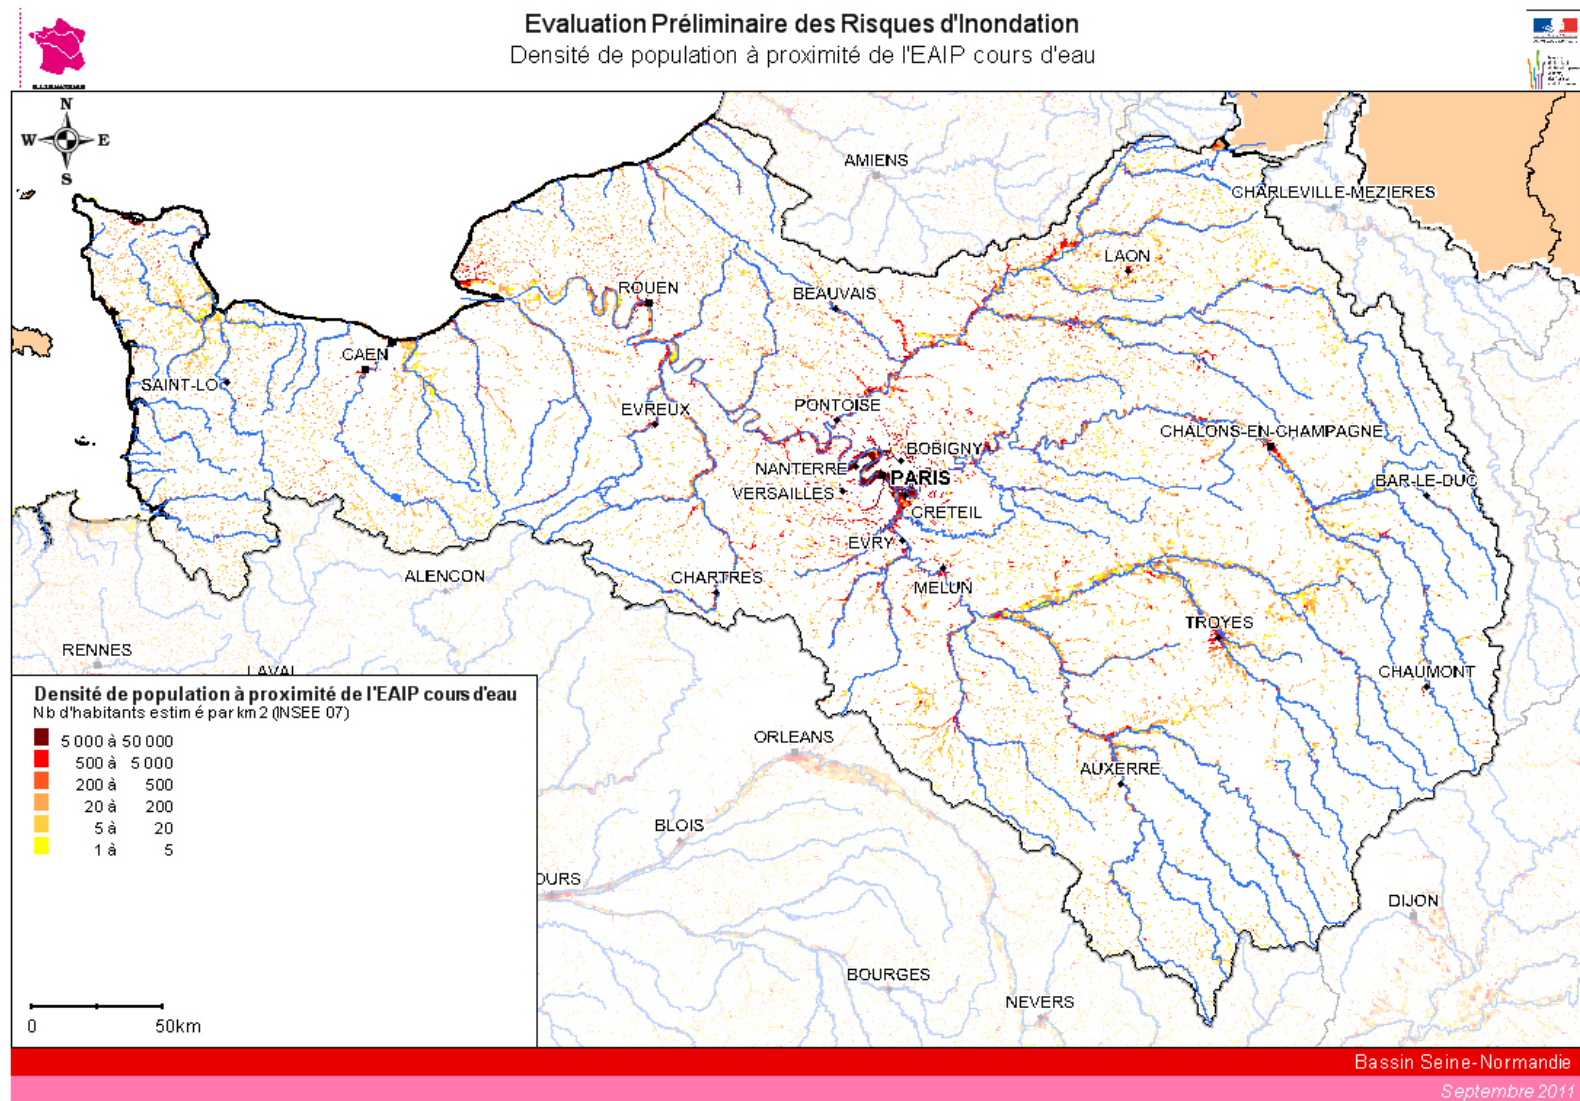 Evaluation Préliminaire des Risques d'Inondation
Densité de population à proximité de l'EAIP cours d'eau
N
W E
S
AMIENS
CHARLEVILLE-MEZIERES
LAON
ROUEN
BEAUVAIS
CAEN
SAINT-LO
EVREUX
PONTOISE
CHALONS-EN-CHAMPAGNE
BOBIGNY
NANTERRE
PARIS
BAR-LE-DUC
VERSAILLES
CRETEIL
EVRY
ALENCON
CHARTRES
MELUN
TROYES
RENNES
LAVAL
CHAUMONT
Densité de population à proximité de l'EAIP cours d'eau
Nb d'habitants estimé par km2 (INSEE 07)
5 000 à 50 000
500 à 5 000
200 à 500
20 à 200
5 à 20
1 à 5
ORLEANS
AUXERRE
BLOIS
OURS
DIJON
BOURGES
NEVERS
0 50km
Bassin Seine-Normandie
Septembre 2011